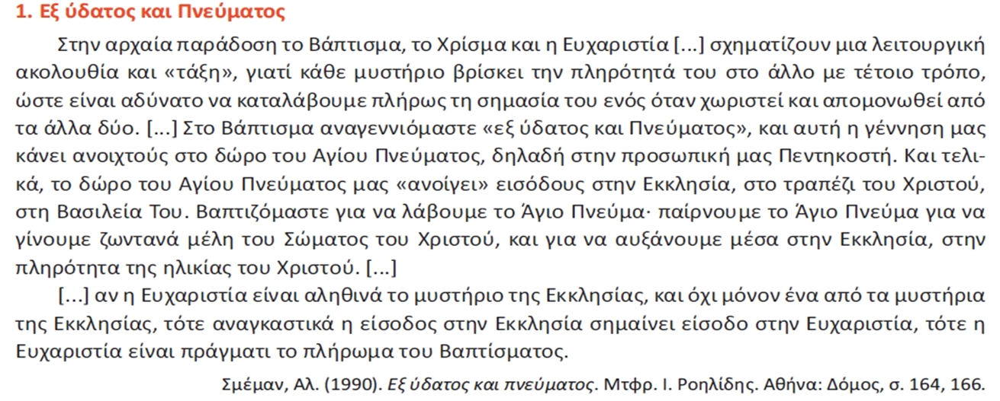 1. Εξ ύδατος και Πνεύματος
Στην αρχαία παράδοση το Βάπτισμα, το Χρίσμα και η Ευχαριστία [...] σχηματίζουν μια λειτουργική
ακολουθία και «τάξη», γιατί κάθε μυστήριο βρίσκει την πληρότητά του στο άλλο με τέτοιο τρόπο,
ώστε είναι αδύνατο να καταλάβουμε πλήρως τη σημασία του ενός όταν χωριστεί και απομονωθεί από
τα άλλα δύο. [...] Στο Βάπτισμα αναγεννιόμαστε «εξ ύδατος και Πνεύματος», και αυτή η γέννηση μας
κάνει ανοιχτούς στο δώρο του Αγίου Πνεύματος, δηλαδή στην προσωπική μας Πεντηκοστή. Και τελι-
κά, το δώρο του Αγίου Πνεύματος μας «ανοίγει» εισόδους στην Εκκλησία, στο τραπέζι του Χριστού,
στη Βασιλεία Του. Βαπτιζόμαστε για να λάβουμε το Άγιο Πνεύμα· παίρνουμε το Άγιο Πνεύμα για να
γίνουμε ζωντανά μέλη του Σώματος του Χριστού, και για να αυξάνουμε μέσα στην Εκκλησία, στην
πληρότητα της ηλικίας του Χριστού. [...]
[...] αν η Ευχαριστία είναι αληθινά το μυστήριο της Εκκλησίας, και όχι μόνον ένα από τα μυστήρια
της Εκκλησίας, τότε αναγκαστικά η είσοδος στην Εκκλησία σημαίνει είσοδο στην Ευχαριστία, τότε η
Ευχαριστία είναι πράγματι το πλήρωμα του Βαπτίσματος.
Σμέμαν, Αλ. (1990). Εξ ύδατος και πνεύματος. Μτφρ. Ι. Ροηλίδης. Αθήνα: Δόμος, σ. 164, 166.